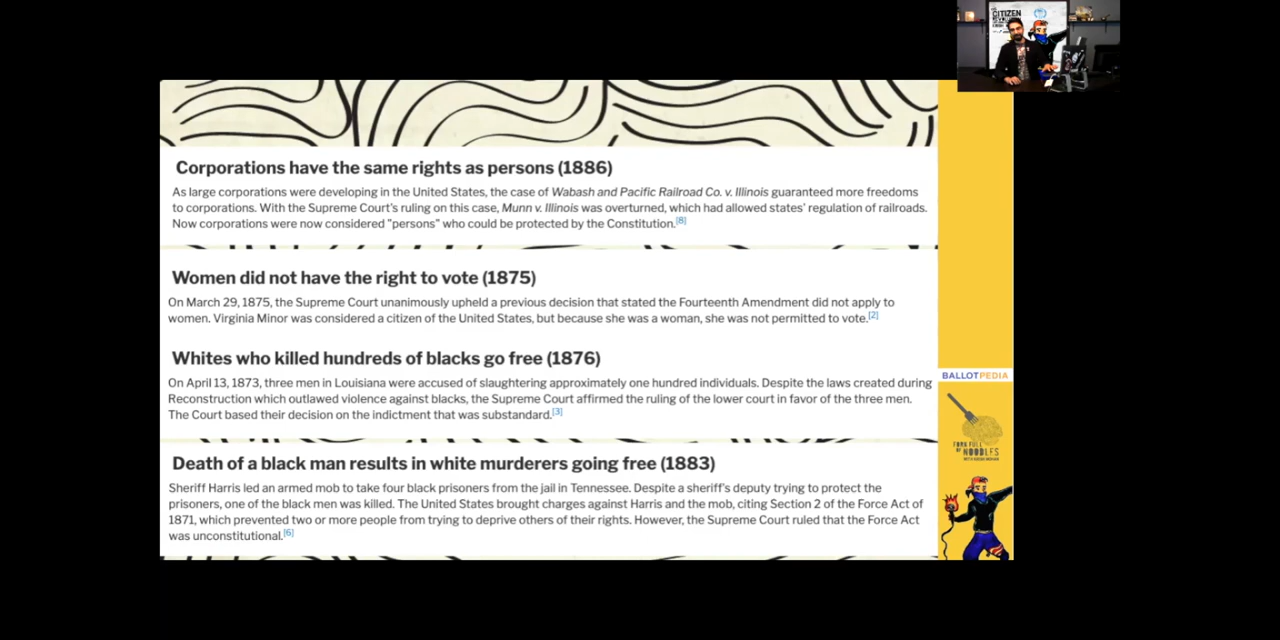 CITIZEN
Corporations have the same rights as persons (1886)
As large corporations were developing in the United States, the case of Wabash and Pacific Railroad Co. v. Illinois guaranteed more freedoms
to corporations. With the Supreme Court's ruling on this case, Munn v. Illinois was overturned, which had allowed states' regulation of railroads.
Now corporations were now considered "persons" who could be protected by the Constitution.[8]
Women did not have the right to vote (1875)
On March 29, 1875, the Supreme Court unanimously upheld a previous decision that stated the Fourteenth Amendment did not apply to
women. Virginia Minor was considered a citizen of the United States, but because she was a woman, she was not permitted to vote.[2]
Whites who killed hundreds of blacks go free (1876)
On April 13, 1873, three men in Louisiana were accused of slaughtering approximately one hundred individuals. Despite the laws created during
Reconstruction which outlawed violence against blacks, the Supreme Court affirmed the ruling of the lower court in favor of the three men.
The Court based their decision on the indictment that was substandard.[3]
Death of a black man results in white murderers going free (1883)
Sheriff Harris led an armed mob to take four black prisoners from the jail in Tennessee. Despite a sheriff's deputy trying to protect the
prisoners, one of the black men was killed. The United States brought charges against Harris and the mob, citing Section 2 of the Force Act of
1871, which prevented two or more people from trying to deprive others of their rights. However, the Supreme Court ruled that the Force Act
was unconstitutional.[6]
BALLOTPEDIA
FORK FULL
OF NOODLES